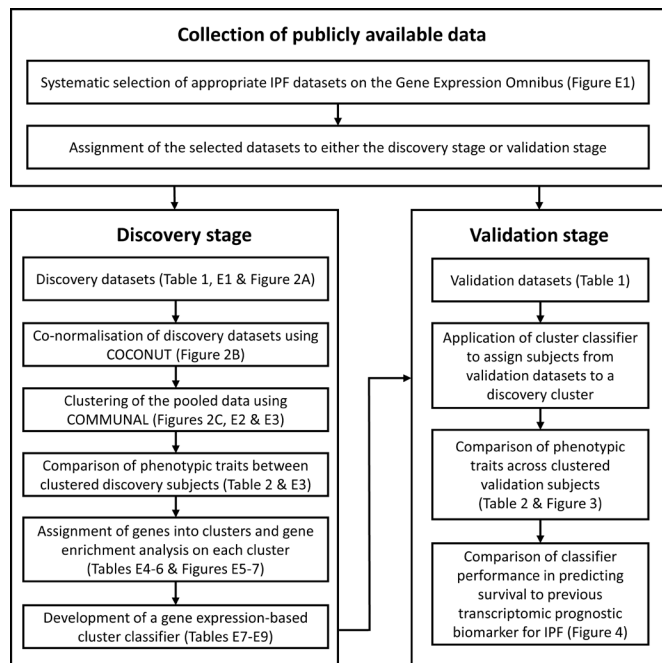 Collection of publicly available data
Systematic selection of appropriate IPF datasets on the Gene Expression Omnibus (Figure E1)
Assignment of the selected datasets to either the discovery stage or validation stage
Discovery stage
Discovery datasets (Table 1, E1 & Figure 2A)
Co-normalisation of discovery datasets using
COCONUT (Figure 2B)
Clustering of the pooled data using
COMMUNAL (Figures 2C, E2 & E3)
Comparison of phenotypic traits between
clustered discovery subjects (Table 2 & E3)
Assignment of genes into clusters and gene
enrichment analysis on each cluster
(Tables E4-6 & Figures E5-7)
Development of a gene expression-based
cluster classifier (Tables E7-E9)
Validation stage
Validation datasets (Table 1)
Application of cluster classifier
to assign subjects from
validation datasets to a
discovery cluster
Comparison of phenotypic
traits across clustered
validation subjects
(Table 2 & Figure 3)
Comparison of classifier
performance in predicting
survival to previous
transcriptomic prognostic
biomarker for IPF (Figure 4)